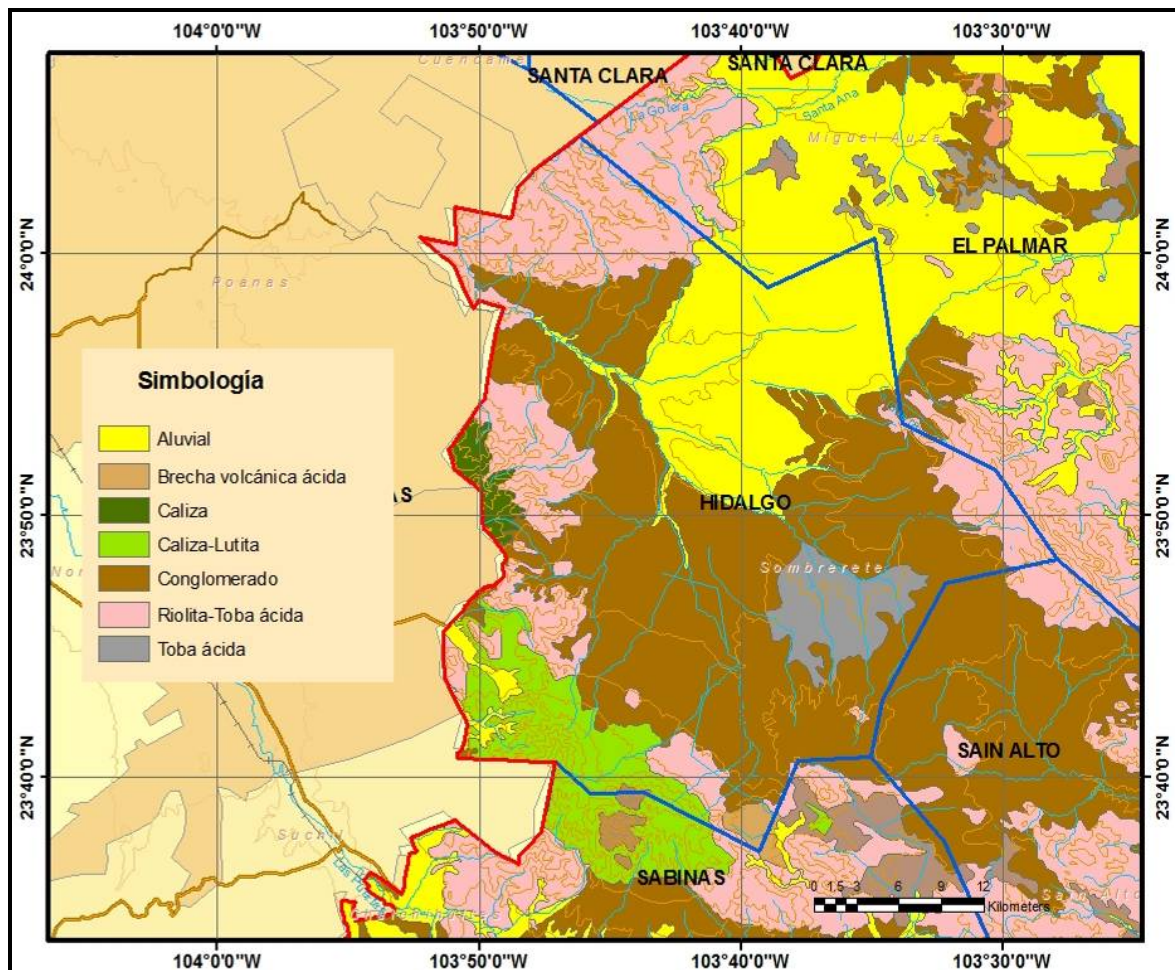 104°0'0"W 103°50'0"W 103°40'0"W 103°30'0"W
Cuencame
SANTA CLARA SANTA CLARA
La Gotera
Santa Ana
Miguel Auza
24°0'0"N EL PALMAR 24°0'0"N
Poanas
Simbología
Aluvial
Brecha volcánica ácida
Caliza
Caliza-Lutita
Conglomerado
Riolita-Toba ácida
Toba ácida
AS
HIDALGO
23°50'0"N 23°50'0"N
Sombrerete
SAIN ALTO
23°40'0"N 23°40'0"N
Suchil
SABINAS
0 1.5 3 6 9 12
Kilometers
104°0'0"W 103°50'0"W 103°40'0"W 103°30'0"W